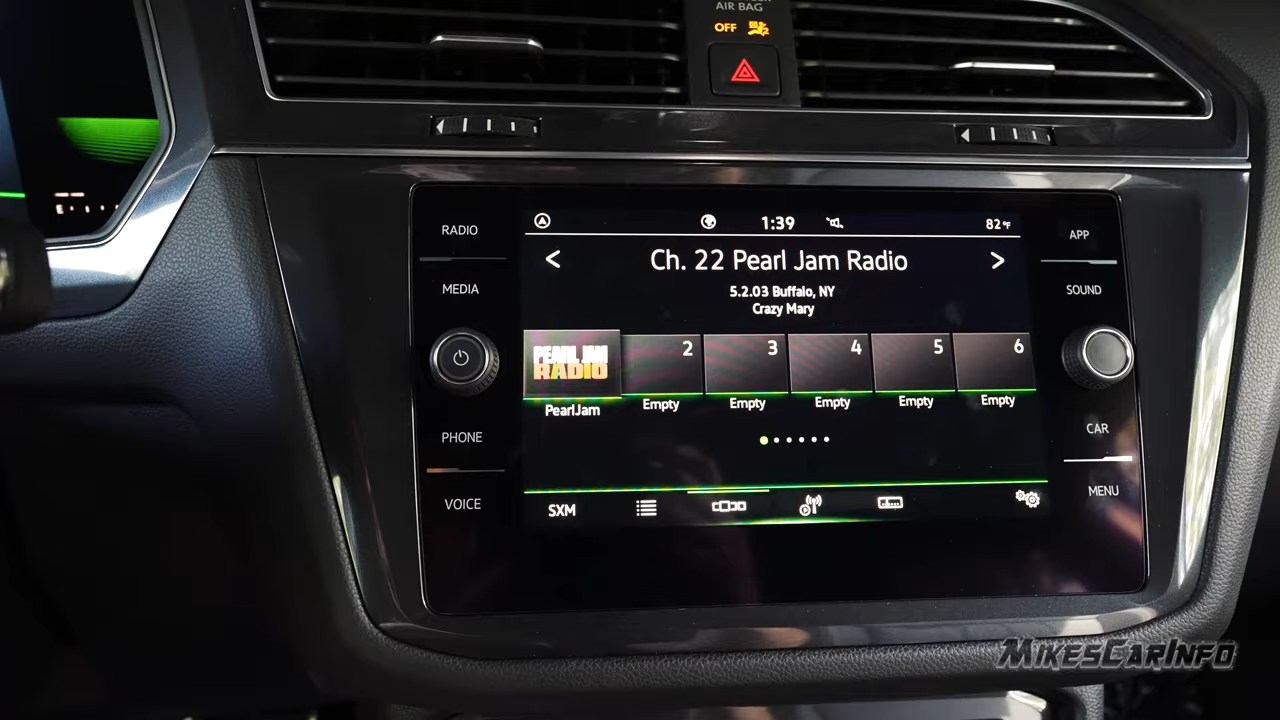 AIR BAG
OFF
E
RADIO
MEDIA
PHONE
VOICE
1:39
82°F
Ch. 22 Pearl Jam Radio
5.2.03 Buffalo, NY
Crazy Mary
PEARL JAM
RADIO
2
3
4
5
6
PearlJam
Empty
Empty
Empty
Empty
Empty
SXM
APP
SOUND
CAR
MENU
MIKESCARINFO